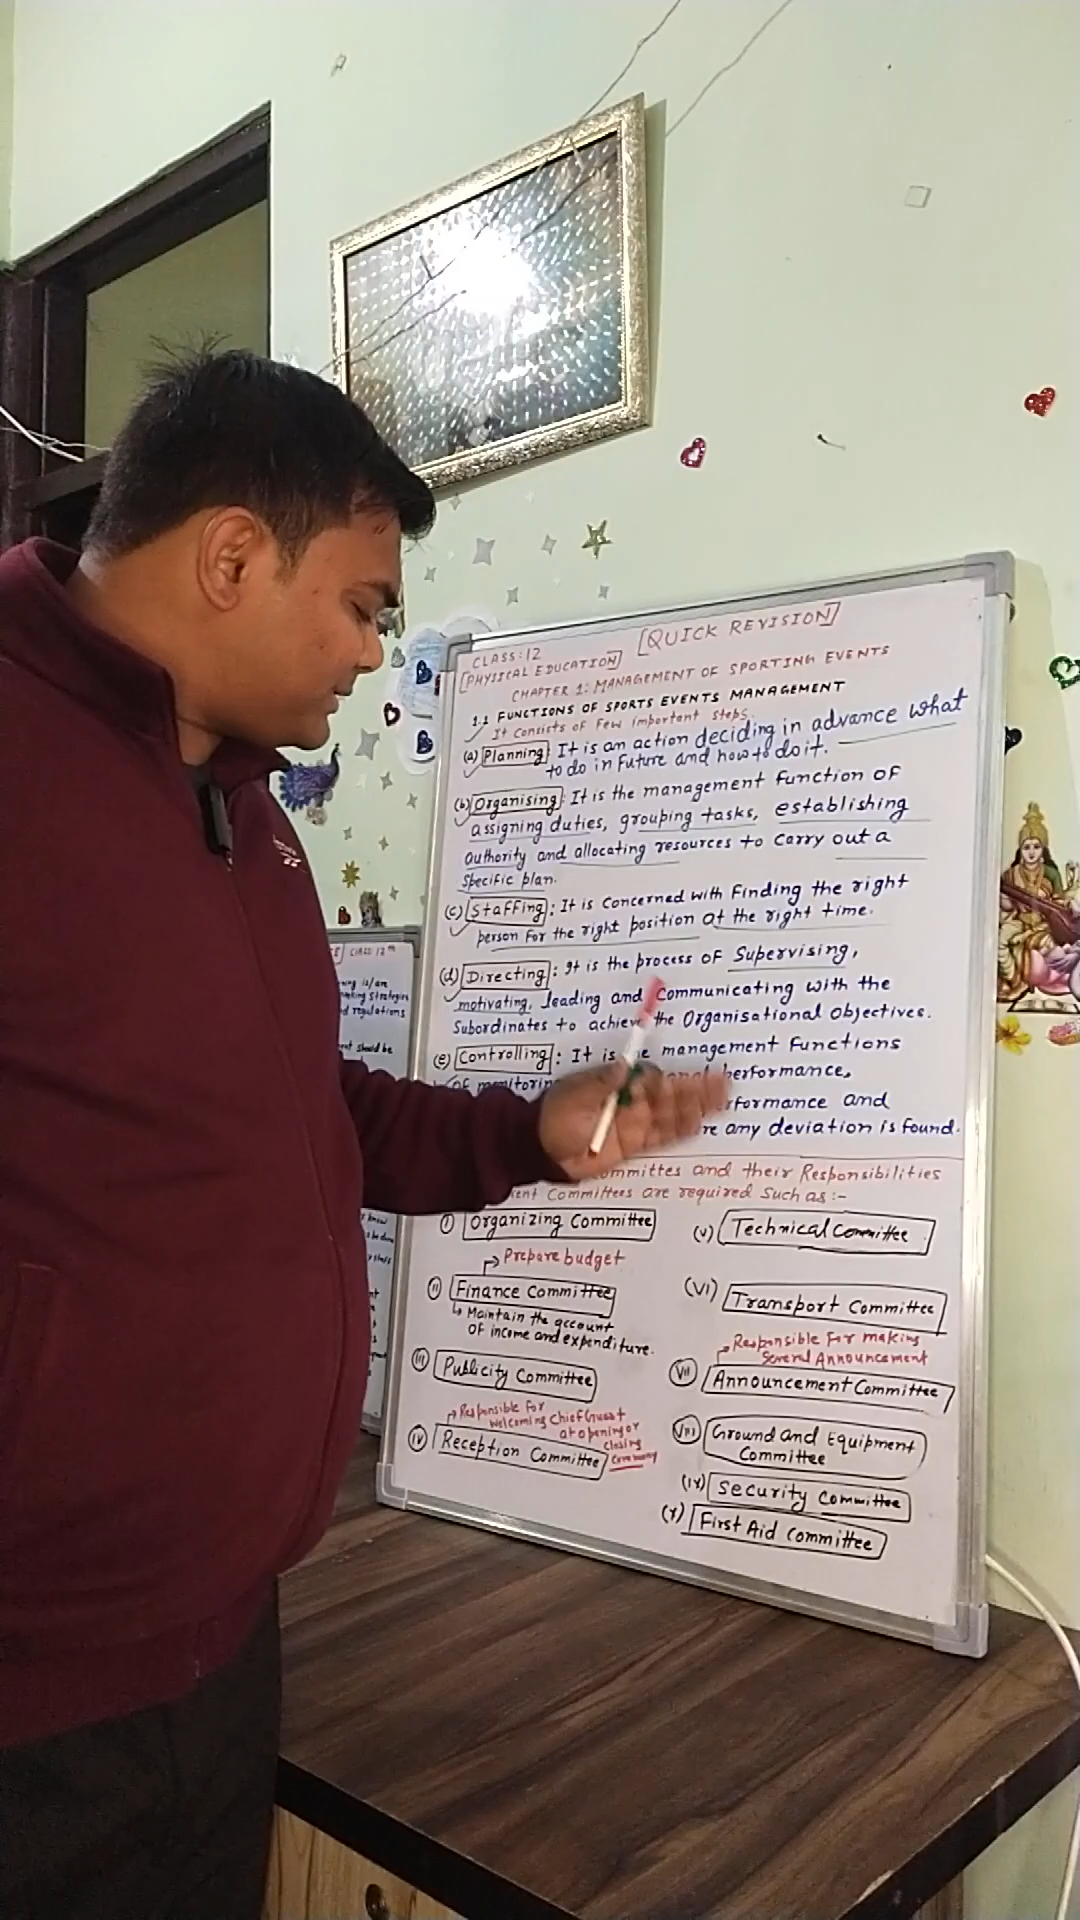 [QUICK REVISION]
CLASS:12
[PHYSICAL EDUCATION]
CHAPTER 1: MANAGEMENT OF SPORTING EVENTS
1.1 FUNCTIONS OF SPORTS EVENTS MANAGEMENT
It consists of Few important steps.
(a) Planning: It is an action deciding in advance what
to do in Future and how to do it.
(b) Organising: It is the management function OF
assigning duties, grouping tasks, establishing
authority and allocating resources to carry out a
Specific plan.
(c) Staffing: It is concerned with Finding the right
person For the right position at the right time.
(d) Directing: It is the process OF Supervising,
motivating, leading and Communicating with the
Subordinates to achieve the Organisational Objectives.
(e) Controlling: It is management Functions
OF performance,
and
any deviation is Found.
and their Responsibilities
Committees are required Such as:-
(I) Organizing Committee
Prepare budget
(II) Finance Committee
Maintain the account
OF income and expenditure.
(III) Publicity Committee
Responsible For
Welcoming Chief Guest
at opening or
closing
Ceremony
(IV) Reception Committee
(V) Technical Committee
(VI) Transport Committee
Responsible For making
Several Announcement
(VII) Announcement Committee
(VIII) Ground and Equipment
Committee
(IX) Security Committee
(X) First Aid Committee
CLASS: 12th
is/are
strategies
regulations
should be